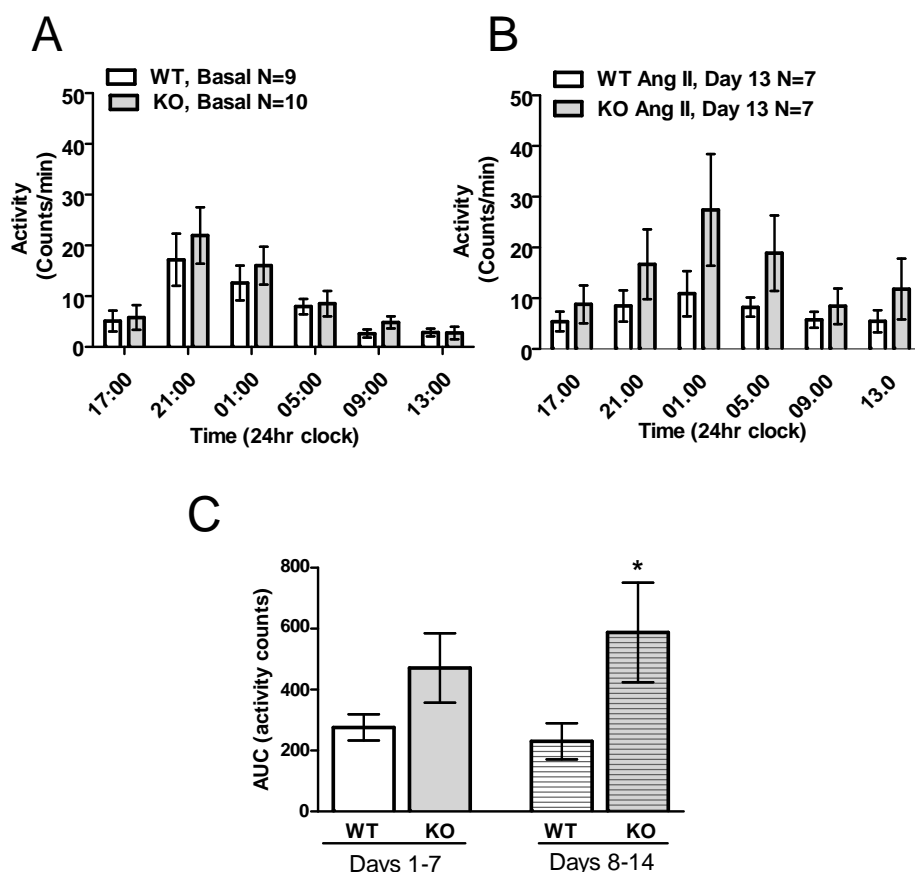 A
WT, Basal N=9
KO, Basal N=10
50
40
30
20
10
0
Activity
(Counts/min)
17:00
21:00
01:00
05:00
09:00
13:00
Time (24hr clock)
B
WT Ang II, Day 13 N=7
KO Ang II, Day 13 N=7
50
40
30
20
10
0
Activity
(Counts/min)
17.00
21.00
01.00
05.00
09.00
13.0
Time (24hr clock)
C
800
600
400
200
0
AUC (activity counts)
*
WT KO WT KO
Days 1-7 Days 8-14